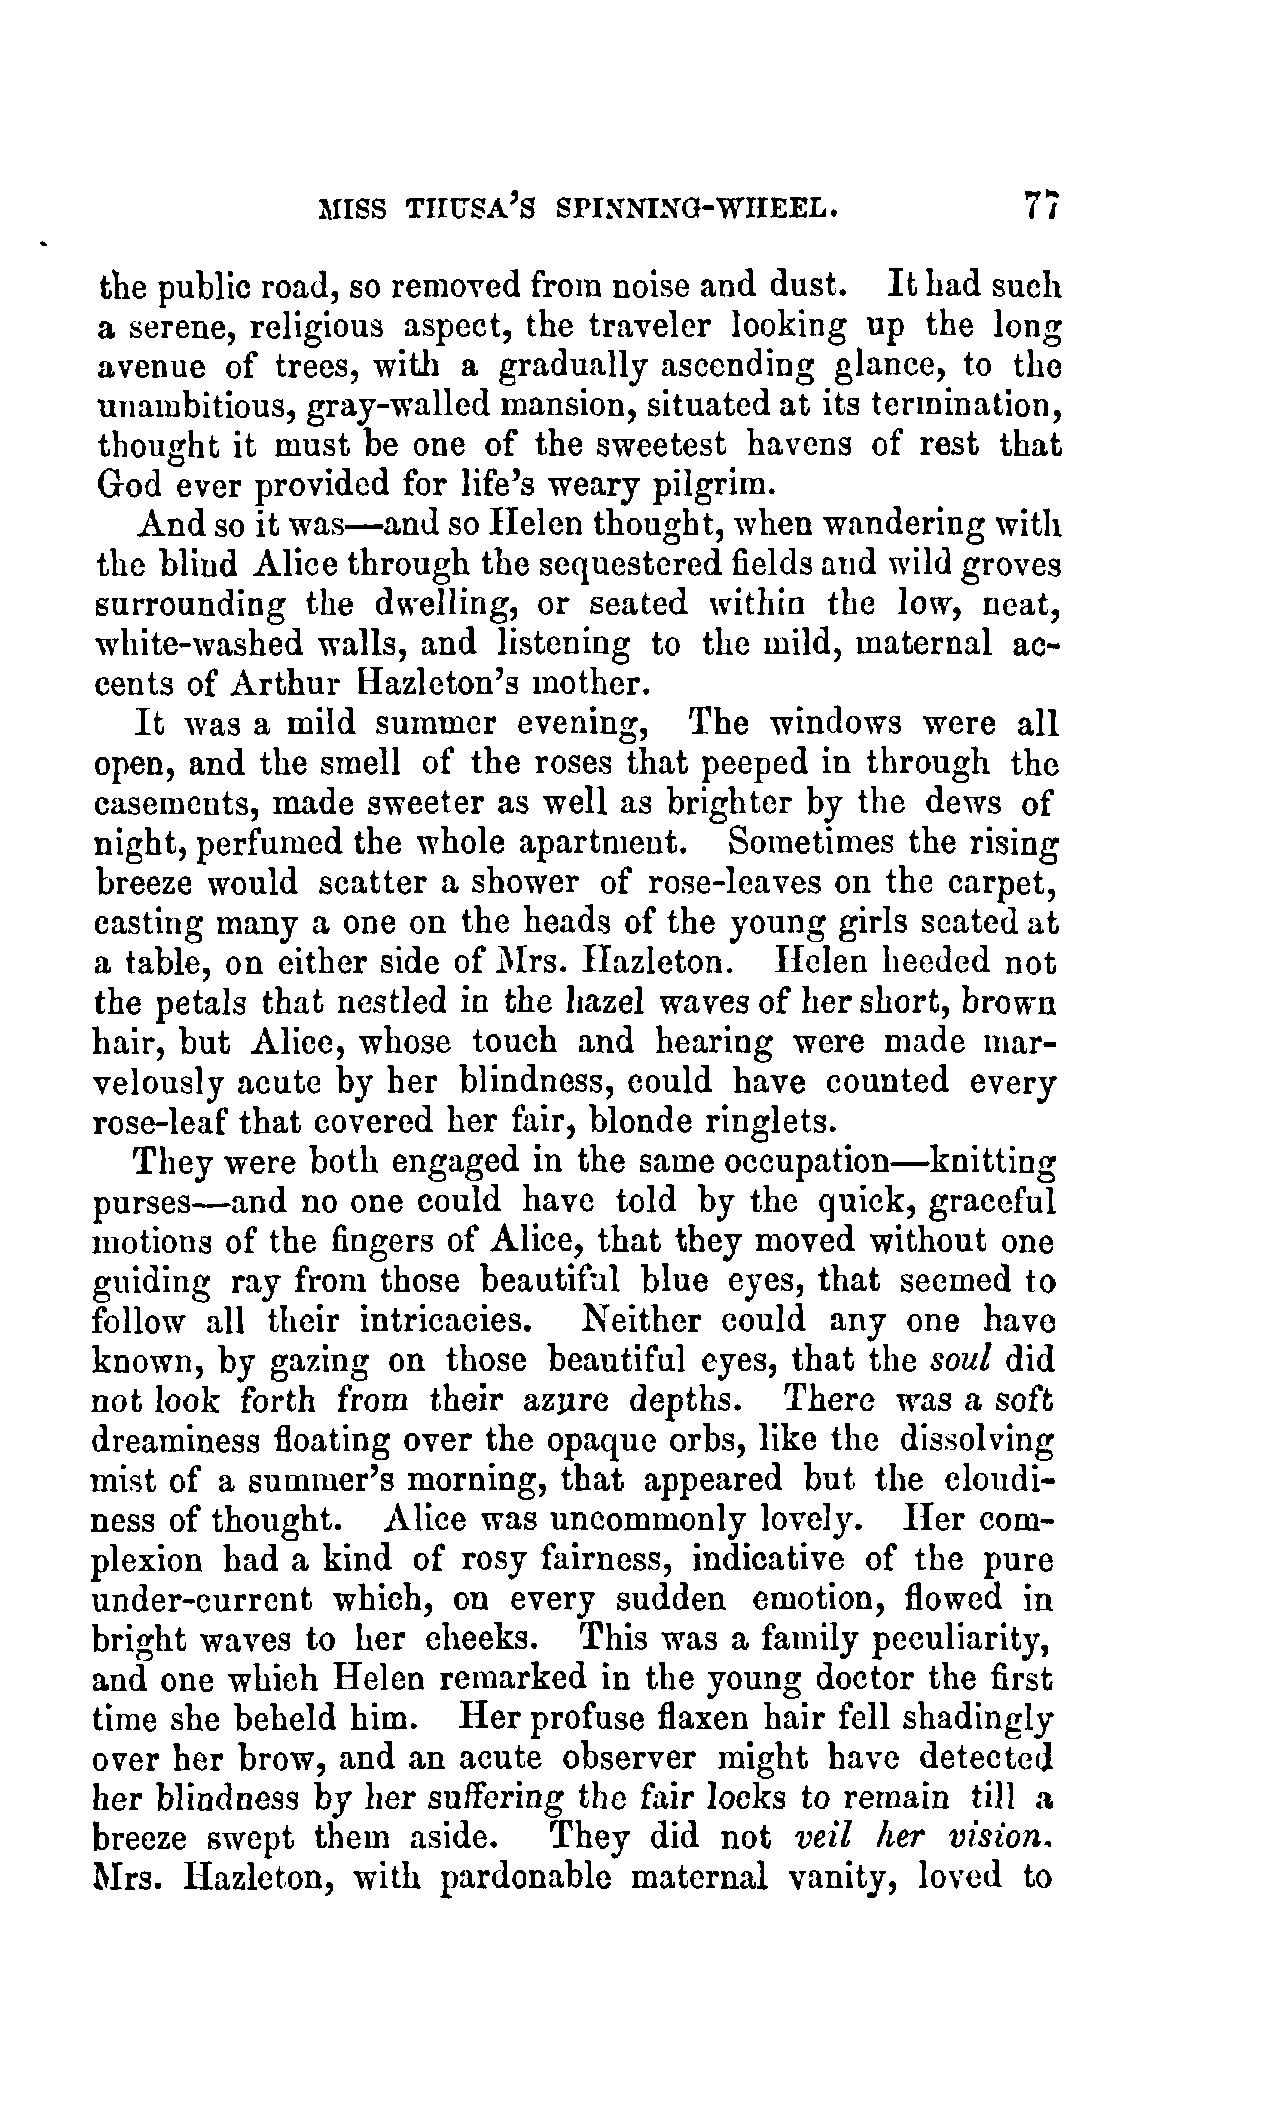 MISS THUSA'S SPINNING-WHEEL. 77
the public road, so removed from noise and dust. It had such
a serene, religious aspect, the traveler looking up the long
avenue of trees, with a gradually ascending glance, to the
unambitious, gray-walled mansion, situated at its termination,
thought it must be one of the sweetest havens of rest that
God ever provided for life's weary pilgrim.
And so it was—and so Helen thought, when wandering with
the blind Alice through the sequestered fields and wild groves
surrounding the dwelling, or seated within the low, neat,
white-washed walls, and listening to the mild, maternal ac-
cents of Arthur Hazleton's mother.
It was a mild summer evening, The windows were all
open, and the smell of the roses that peeped in through the
casements, made sweeter as well as brighter by the dews of
night, perfumed the whole apartment. Sometimes the rising
breeze would scatter a shower of rose-leaves on the carpet,
casting many a one on the heads of the young girls seated at
a table, on either side of Mrs. Hazleton. Helen heeded not
the petals that nestled in the hazel waves of her short, brown
hair, but Alice, whose touch and hearing were made mar-
velously acute by her blindness, could have counted every
rose-leaf that covered her fair, blonde ringlets.
They were both engaged in the same occupation—knitting
purses—and no one could have told by the quick, graceful
motions of the fingers of Alice, that they moved without one
guiding ray from those beautiful blue eyes, that seemed to
follow all their intricacies. Neither could any one have
known, by gazing on those beautiful eyes, that the soul did
not look forth from their azure depths. There was a soft
dreaminess floating over the opaque orbs, like the dissolving
mist of a summer's morning, that appeared but the cloudi-
ness of thought. Alice was uncommonly lovely. Her com-
plexion had a kind of rosy fairness, indicative of the pure
under-current which, on every sudden emotion, flowed in
bright waves to her cheeks. This was a family peculiarity,
and one which Helen remarked in the young doctor the first
time she beheld him. Her profuse flaxen hair fell shadingly
over her brow, and an acute observer might have detected
her blindness by her suffering the fair locks to remain till a
breeze swept them aside. They did not veil her vision.
Mrs. Hazleton, with pardonable maternal vanity, loved to